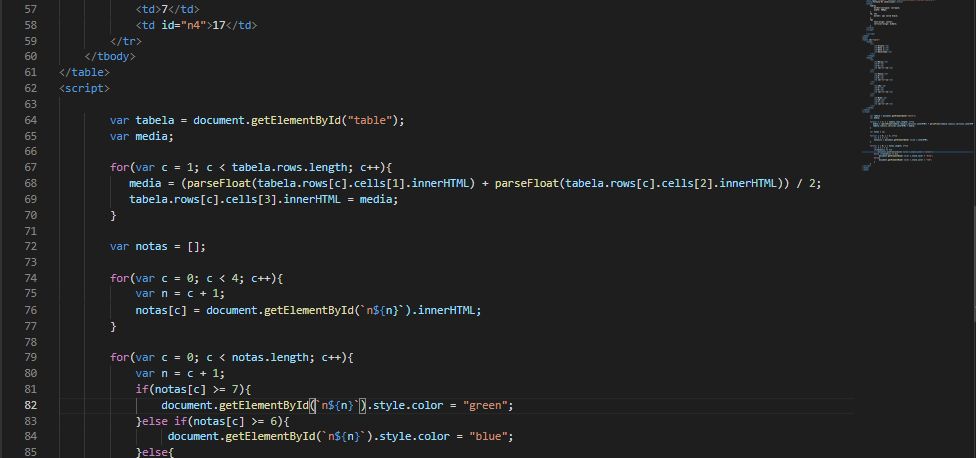 57 <td>7</td>
58 <td id="n4">17</td>
59 </tr>
60 </tbody>
61 </table>
62 <script>
63
64 var tabela = document.getElementById("table");
65 var media;
66
67 for(var c = 1; c < tabela.rows.length; c++){
68 media = (parseFloat(tabela.rows[c].cells[1].innerHTML) + parseFloat(tabela.rows[c].cells[2].innerHTML)) / 2;
69 tabela.rows[c].cells[3].innerHTML = media;
70 }
71
72 var notas = [];
73
74 for(var c = 0; c < 4; c++){
75 var n = c + 1;
76 notas[c] = document.getElementById(`n${n}`).innerHTML;
77 }
78
79 for(var c = 0; c < notas.length; c++){
80 var n = c + 1;
81 if(notas[c] >= 7){
82 document.getElementById(`n${n}`).style.color = "green";
83 }else if(notas[c] >= 6){
84 document.getElementById(`n${n}`).style.color = "blue";
85 }else{